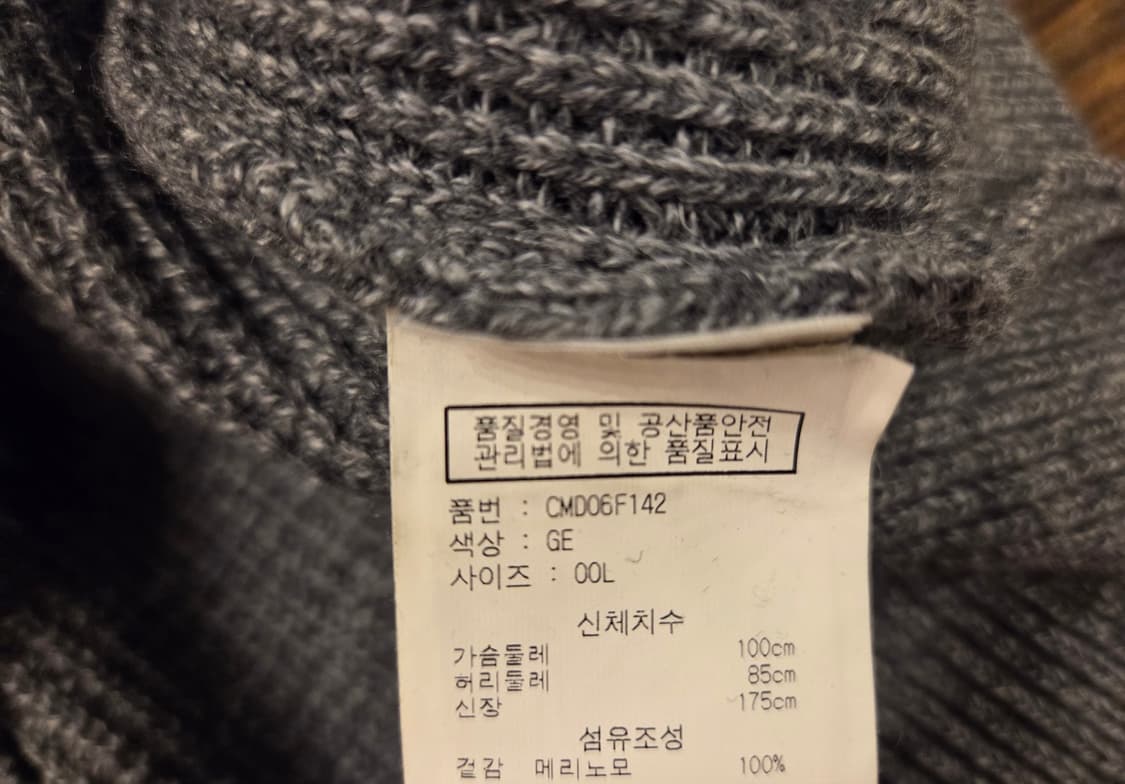 품질경영 및 공산품안전
관리법에 의한 품질표시
품번 : CMD06F142
색상 : GE
사이즈 : 00L
신체치수
가슴둘레 100cm
허리둘레 85cm
신장 175cm
섬유조성
겉감 메리노모 100%